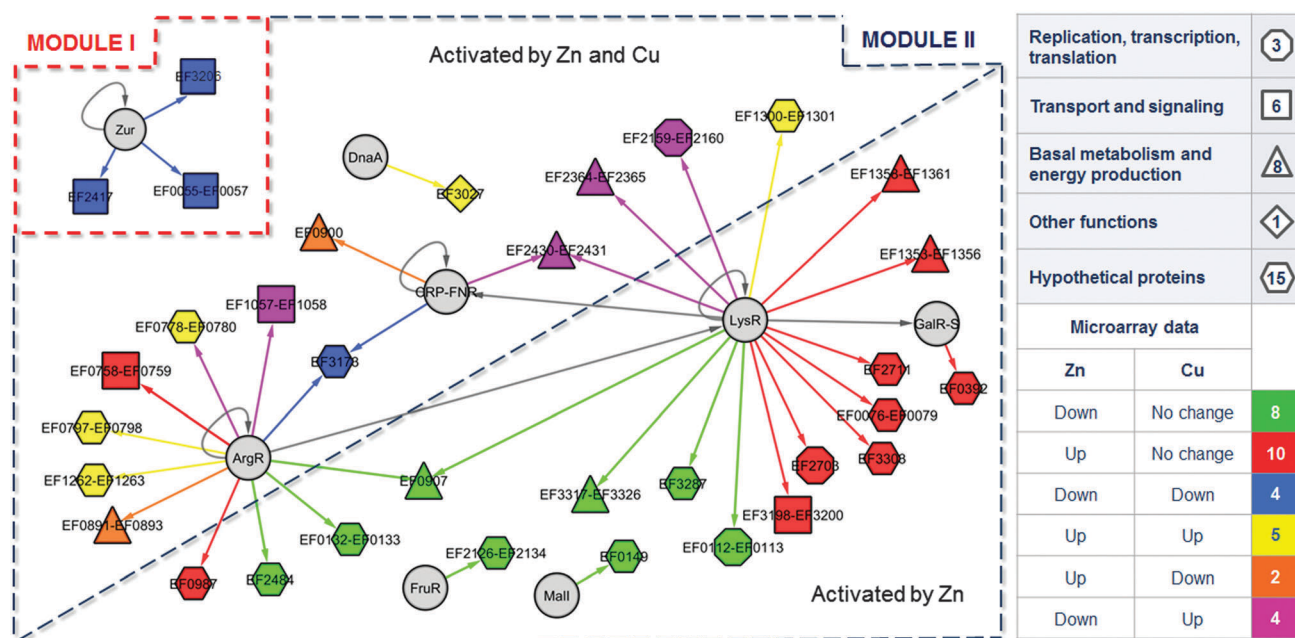 MODULE I
Activated by Zn and Cu
MODULE II
EF3206
Zur
EF2417
EF0055-EF0057
DnaA
EF3027
EF0900
EF2364-EF2365
EF2159-EF2160
EF1300-EF1301
EF1358-EF1361
EF1353-EF1356
EF2430-EF2431
CRP-FNR
EF1057-EF1058
EF0778-EF0780
EF3173
EF0758-EF0759
LysR
GalR-S
EF0392
EF2711
EF0076-EF0079
EF3303
EF2703
EF0797-EF0798
ArgR
EF1262-EF1263
EF0907
EF3317-EF3326
EF3287
EF3198-EF3200
EF0891-EF0893
EF0132-EF0133
EF0112-EF0113
EF0987
EF2484
EF2126-EF2134
FruR
EF0149
MalI
Activated by Zn
Replication, transcription,
translation
3
Transport and signaling
6
Basal metabolism and
energy production
8
Other functions
1
Hypothetical proteins
15
Microarray data
Zn Cu
Down No change 8
Up No change 10
Down Down 4
Up Up 5
Up Down 2
Down Up 4